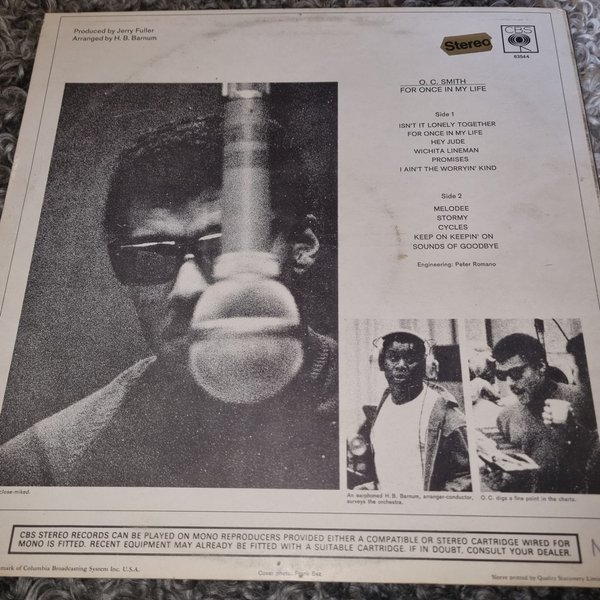 Produced by Jerry Fuller
Arranged by H. B. Barnum
Stereo
CBS
63544
O. C. SMITH
FOR ONCE IN MY LIFE
Side 1
ISN'T IT LONELY TOGETHER
FOR ONCE IN MY LIFE
HEY JUDE
WICHITA LINEMAN
PROMISES
I AIN'T THE WORRYIN' KIND
Side 2
MELODEE
STORMY
CYCLES
KEEP ON KEEPIN' ON
SOUNDS OF GOODBYE
Engineering: Peter Romano
close-miked.
An earphoned H. B. Barnum, arranger-conductor,
surveys the orchestra.
O. C. digs a fine point in the charts.
CBS STEREO RECORDS CAN BE PLAYED ON MONO REPRODUCERS PROVIDED EITHER A COMPATIBLE OR STEREO CARTRIDGE WIRED FOR
MONO IS FITTED. RECENT EQUIPMENT MAY ALREADY BE FITTED WITH A SUITABLE CARTRIDGE. IF IN DOUBT, CONSULT YOUR DEALER.
mark of Columbia Broadcasting System Inc. U.S.A.
Cover photo: Frank Bez
Sleeve printed by Quality Stationery